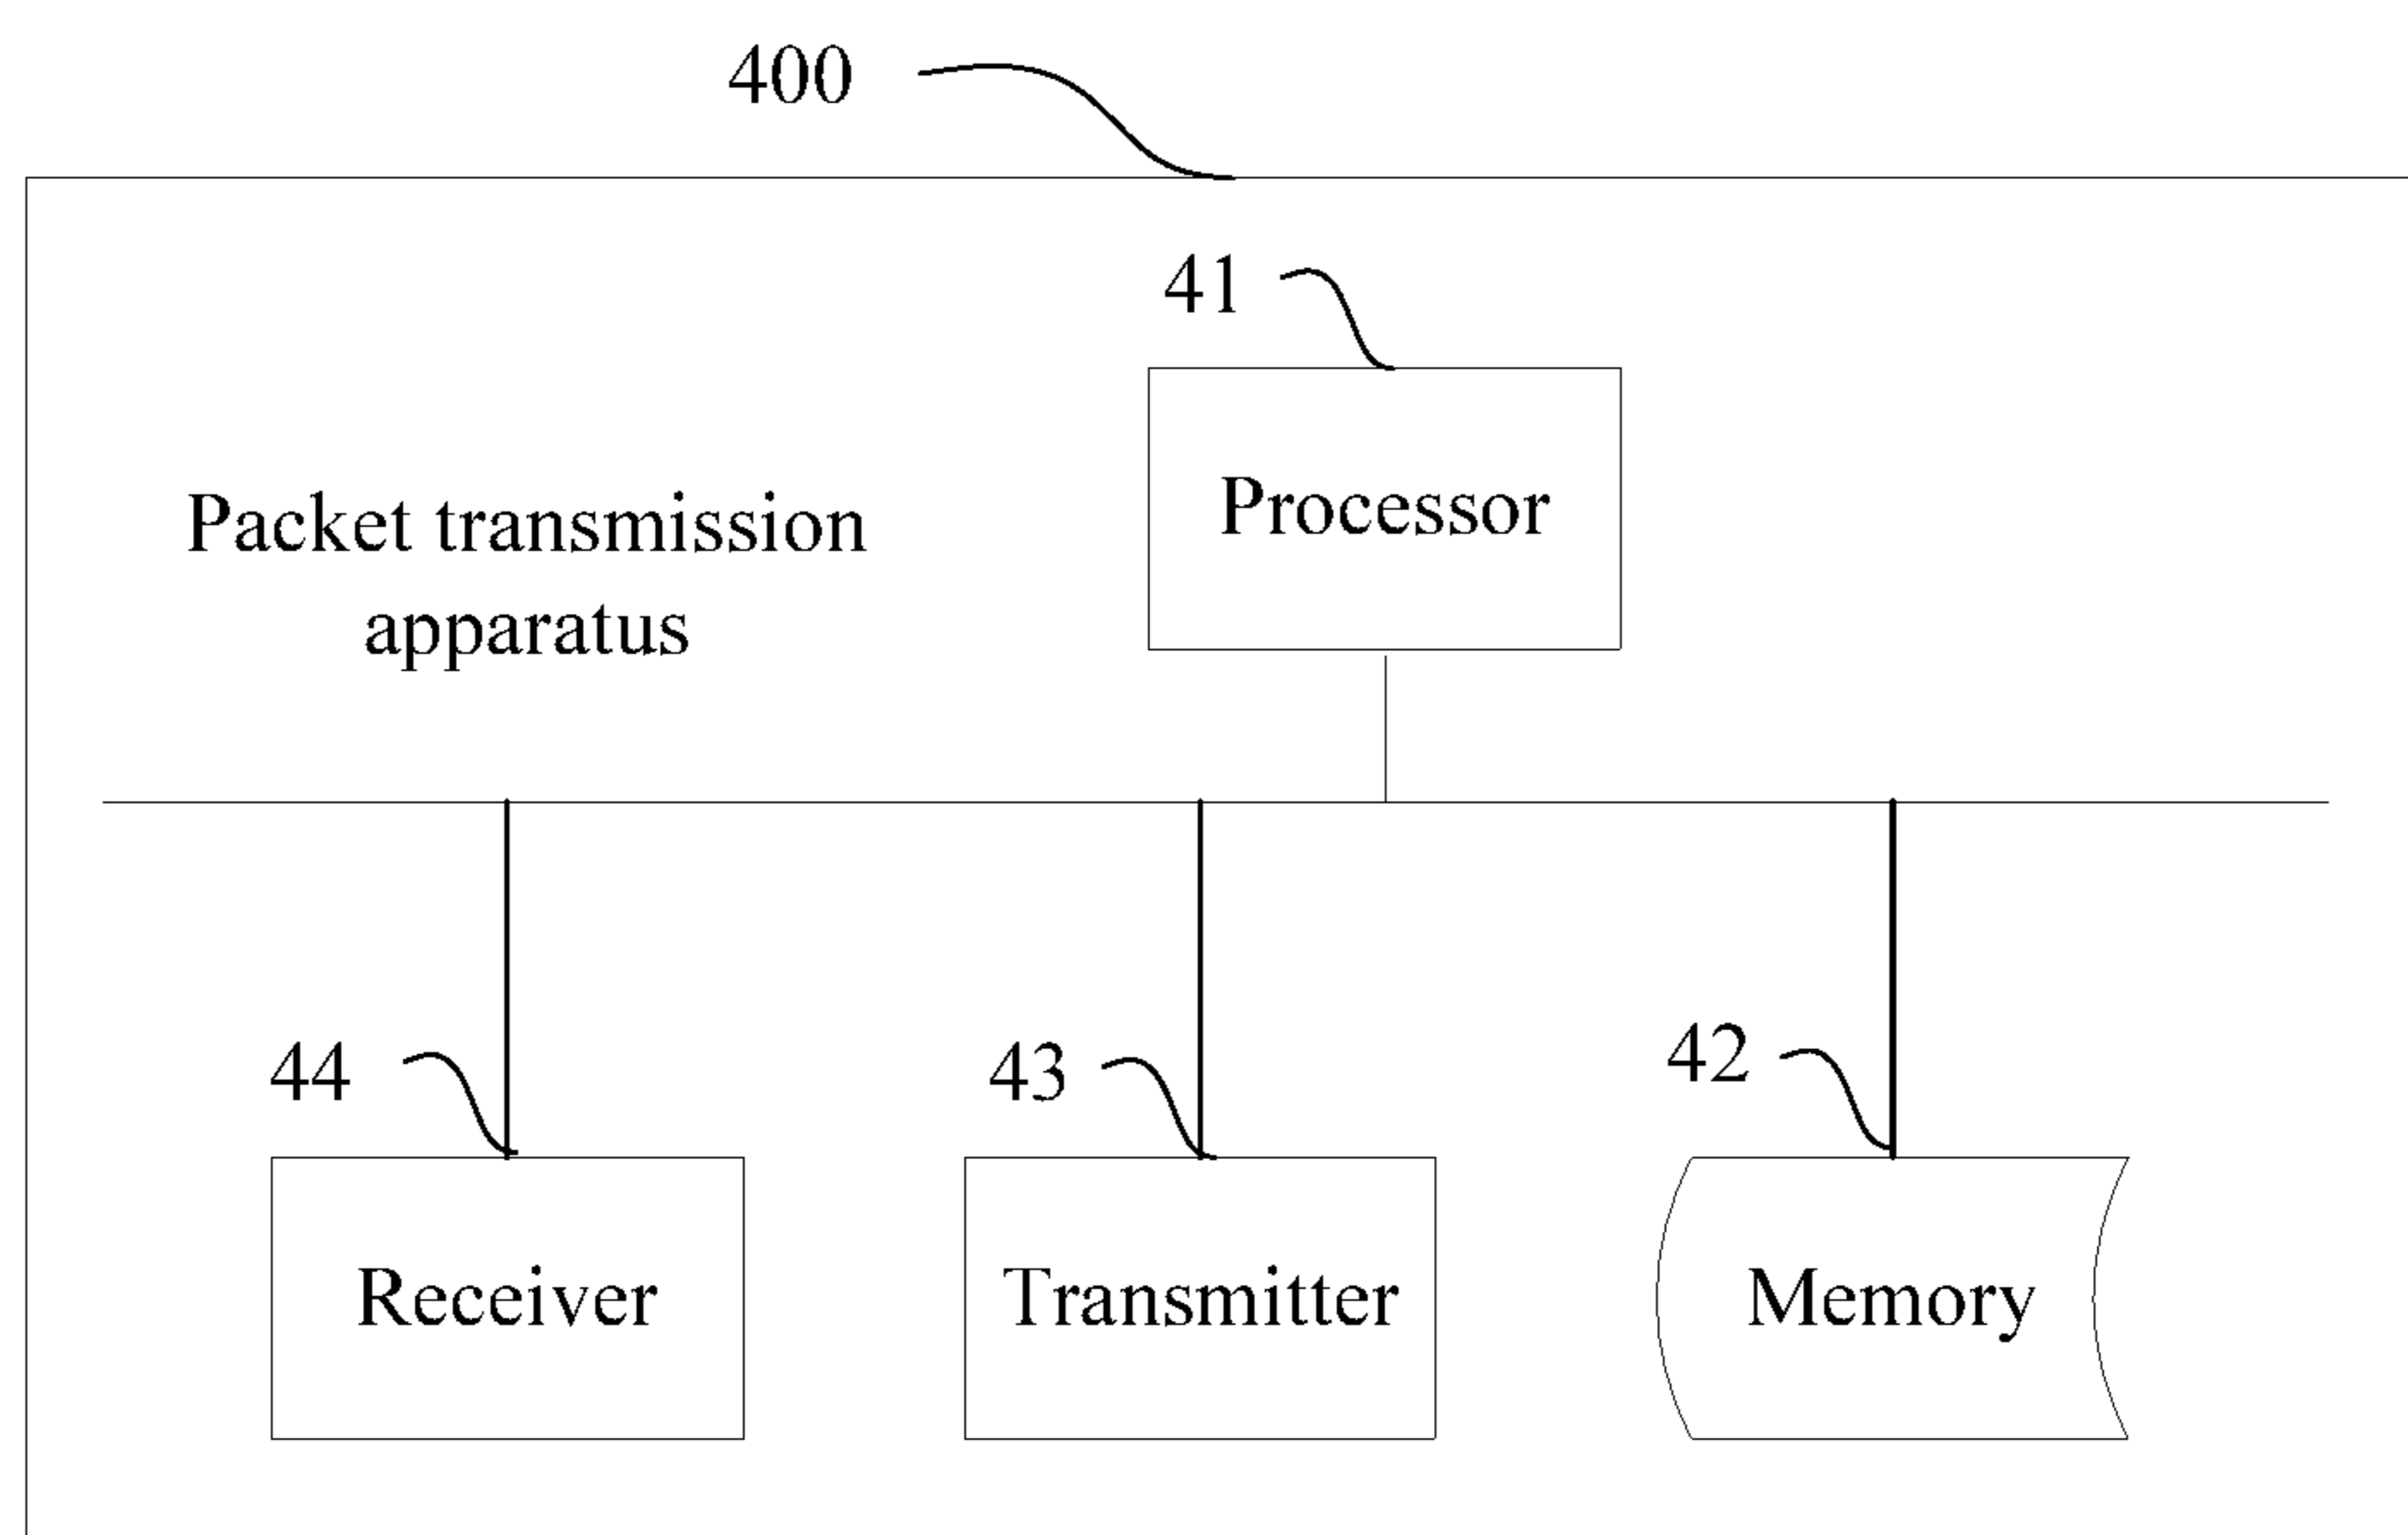 400
41
Processor
Packet transmission
apparatus
44
43
42
Receiver
Transmitter
Memory